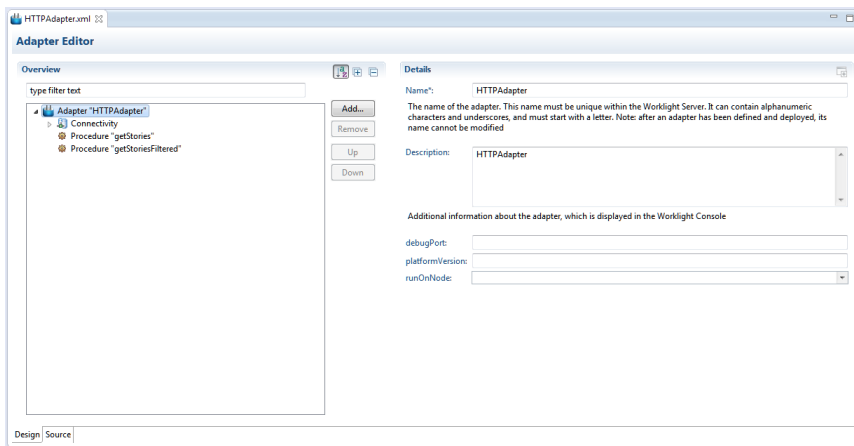 HTTPAdapter.xml
Adapter Editor
Overview
type filter text
Adapter "HTTPAdapter"
Connectivity
Procedure "getStories"
Procedure "getStoriesFiltered"
Add...
Remove
Up
Down
Details
Name*: HTTPAdapter
The name of the adapter. This name must be unique within the Worklight Server. It can contain alphanumeric
characters and underscores, and must start with a letter. Note: after an adapter has been defined and deployed, its
name cannot be modified
Description: HTTPAdapter
Additional information about the adapter, which is displayed in the Worklight Console
debugPort:
platformVersion:
runOnNode:
Design Source